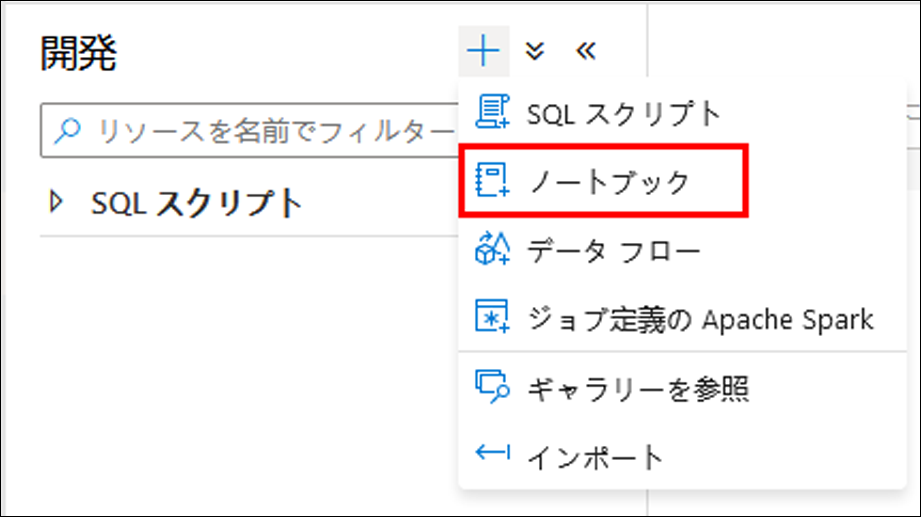 開発
リソースを名前でフィルター
SQL スクリプト
SQL スクリプト
ノートブック
データ フロー
ジョブ定義の Apache Spark
ギャラリーを参照
インポート